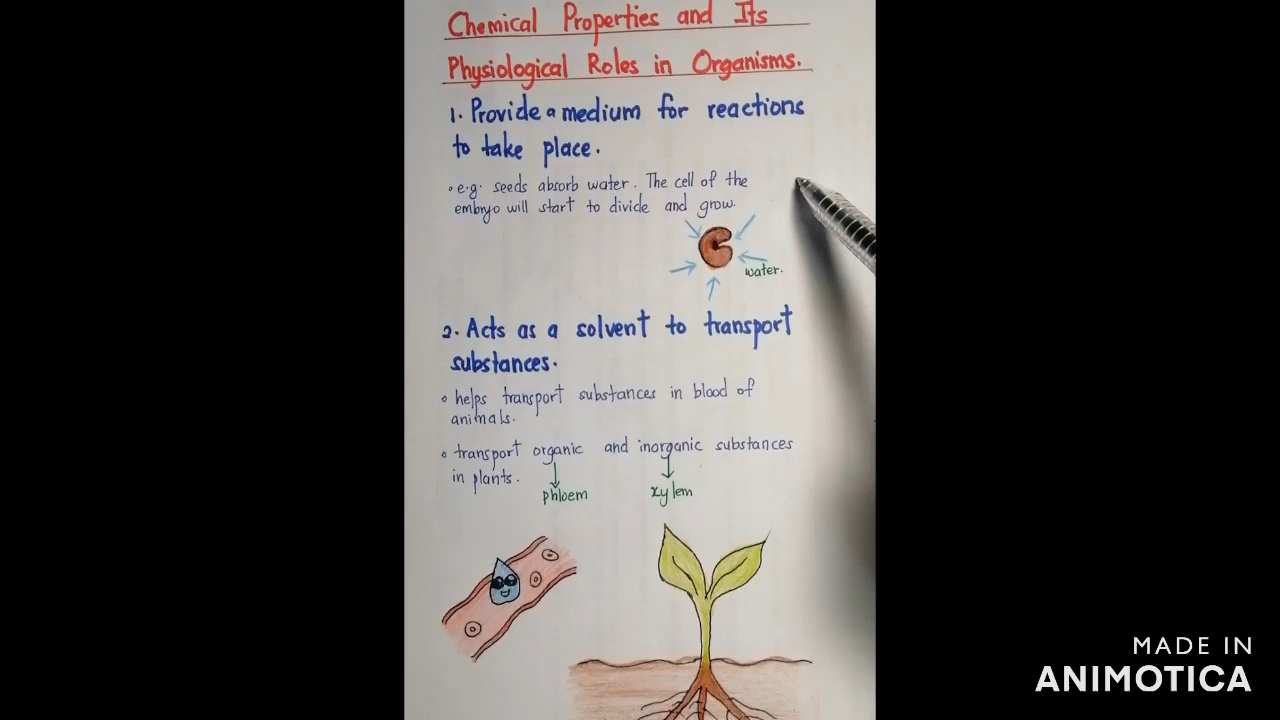 Chemical Properties and Its
Physiological Roles in Organisms.
1. Provide a medium for reactions
to take place.
• e.g. seeds absorb water. The cell of the
embryo will start to divide and grow.
water.
2. Acts as a solvent to transport
substances.
• helps transport substances in blood of
animals.
• transport organic and inorganic substances
in plants.
phloem
xylem
MADE IN
ANIMOTICA